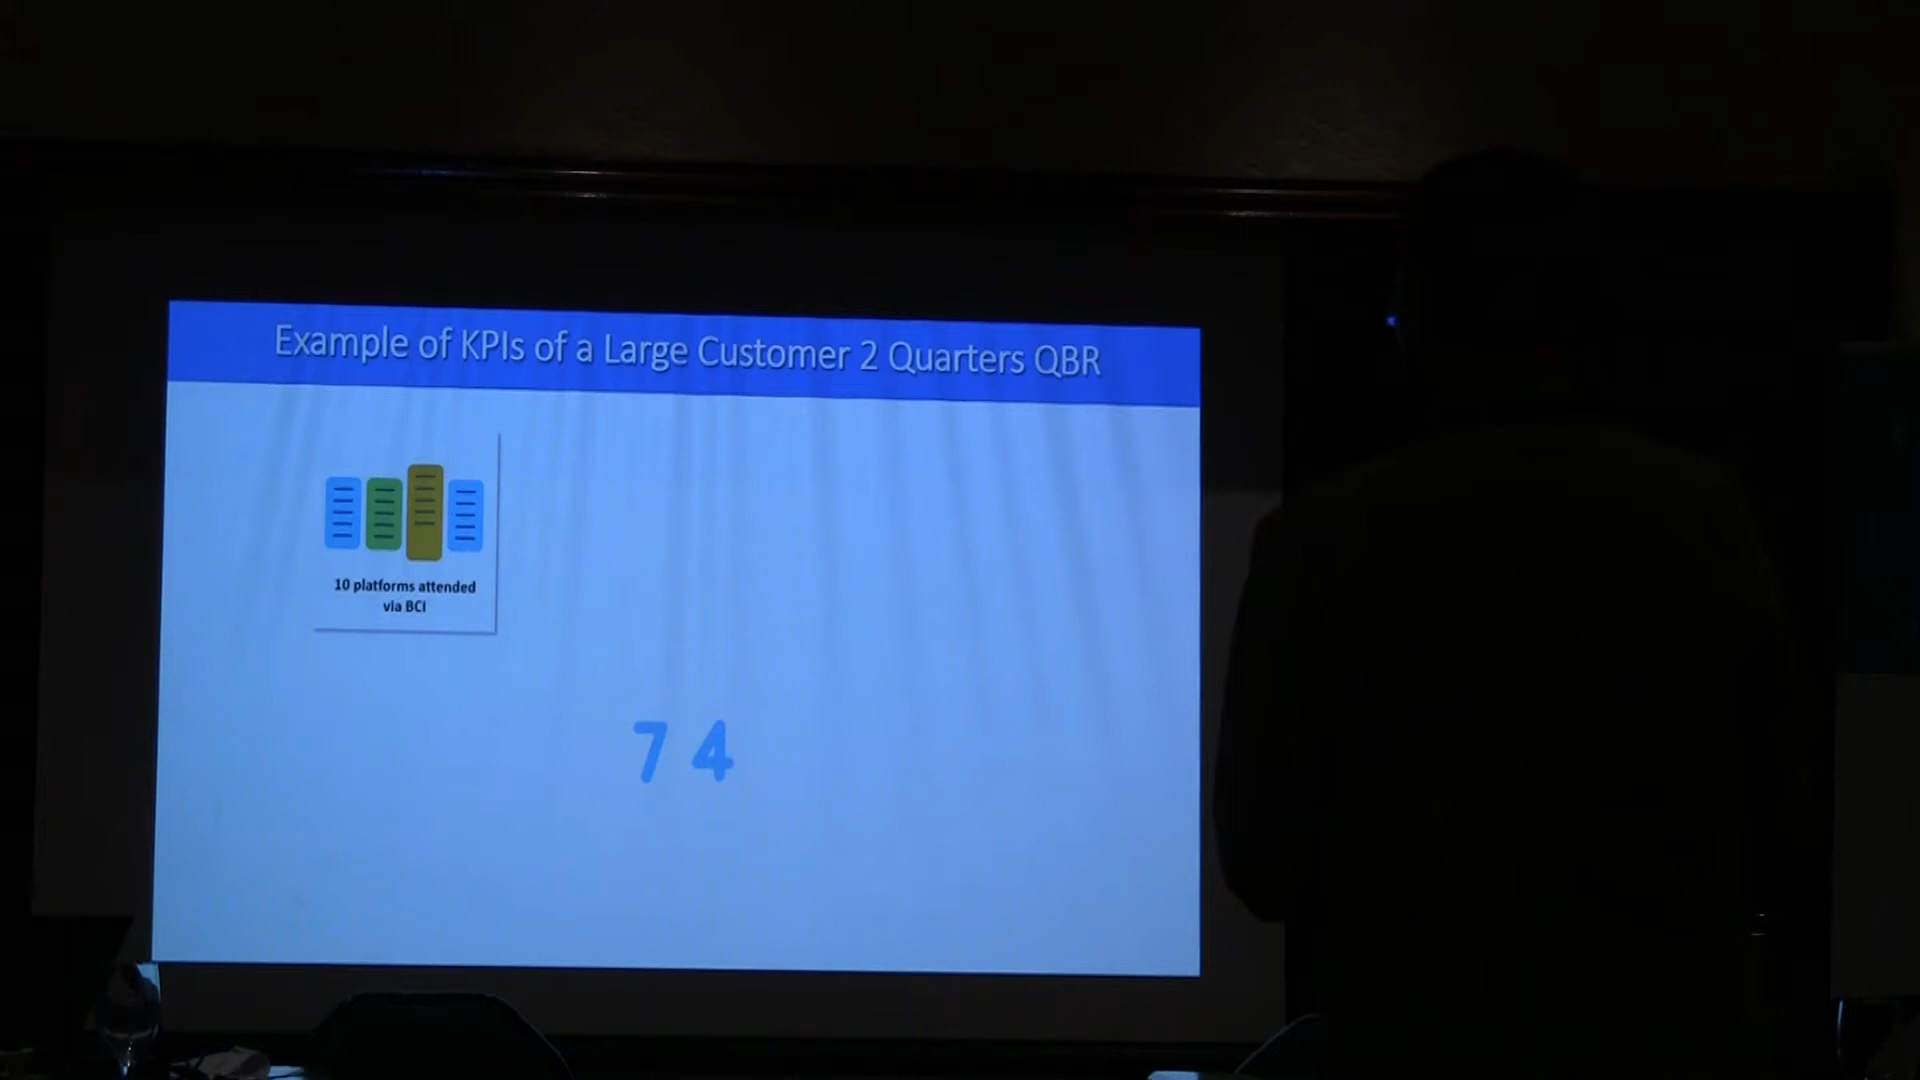 Example of KPIs of a Large Customer 2 Quarters QBR
10 platforms attended
via BCI
7 4